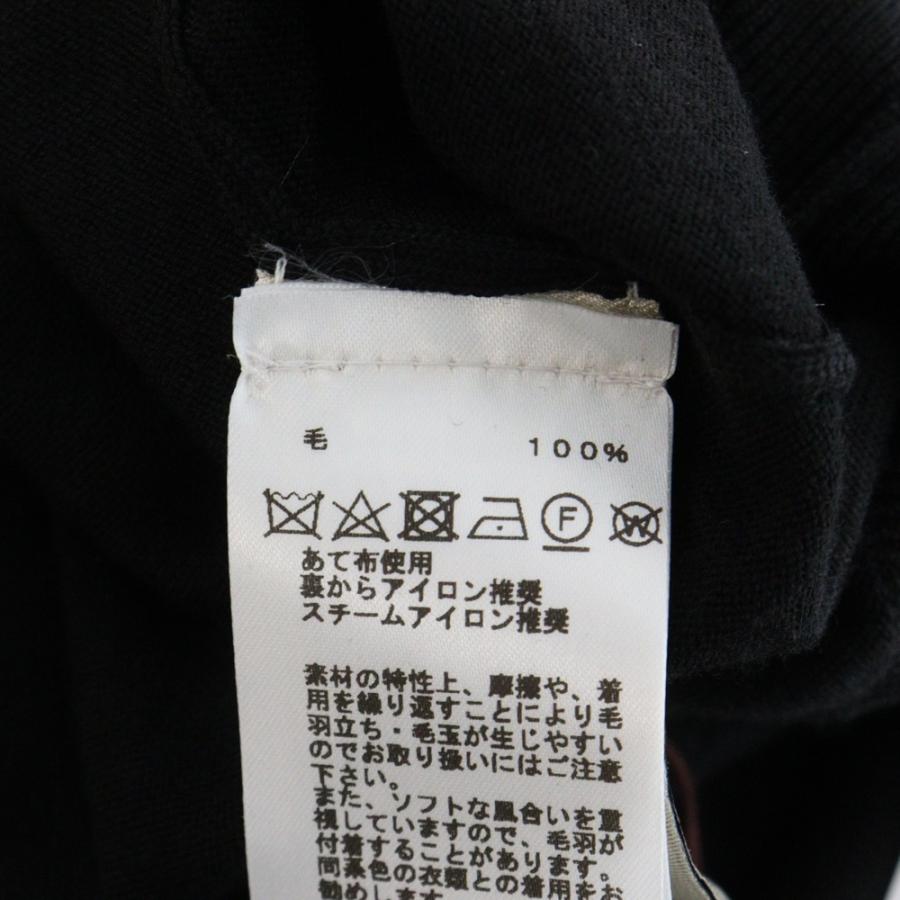 毛 100%
F W
あて布使用
裏からアイロン推奨
スチームアイロン推奨
素材の特性上、摩擦や、着
用を繰り返すことにより毛
羽立ち・毛玉が生じやすい
のでお取り扱いにはご注意
下さい。
また、ソフトな風合いを重
視していますので、毛羽が
付着することがあります。
同系色の衣類との着用をお
勧めします